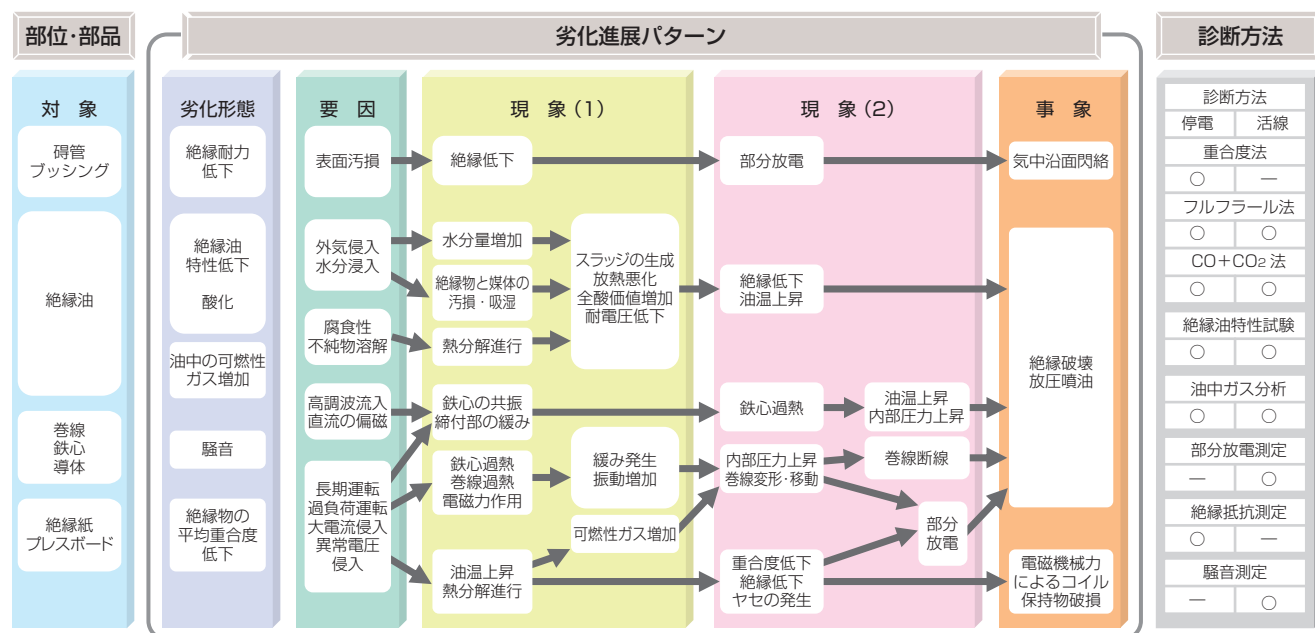 部位・部品
劣化進展パターン
診断方法
対 象
碍管
ブッシング
絶縁油
巻線
鉄心
導体
絶縁紙
プレスボード
劣化形態
絶縁耐力
低下
絶縁油
特性低下
酸化
油中の可燃性
ガス増加
騒音
絶縁物の
平均重合度
低下
要 因
表面汚損
外気侵入
水分浸入
腐食性
不純物溶解
高調波流入
直流の偏磁
長期運転
過負荷運転
大電流侵入
異常電圧
侵入
現 象(1)
絶縁低下
水分量増加
絶縁物と媒体の
汚損・吸湿
熱分解進行
スラッジの生成
放熱悪化
全酸価値増加
耐電圧低下
鉄心の共振
締付部の緩み
鉄心過熱
巻線過熱
電磁力作用
緩み発生
振動増加
可燃性ガス増加
油温上昇
熱分解進行
現 象(2)
部分放電
絶縁低下
油温上昇
鉄心過熱
油温上昇
内部圧力上昇
内部圧力上昇
巻線変形・移動
巻線断線
部分
放電
重合度低下
絶縁低下
ヤセの発生
事 象
気中沿面閃絡
絶縁破壊
放圧噴油
電磁機械力
によるコイル
保持物破損
診断方法
停電 活線
重合度法
○ —
フルフラール法
○ ○
CO+CO2 法
○ ○
絶縁油特性試験
○ ○
油中ガス分析
○ ○
部分放電測定
— ○
絶縁抵抗測定
○ —
騒音測定
— ○